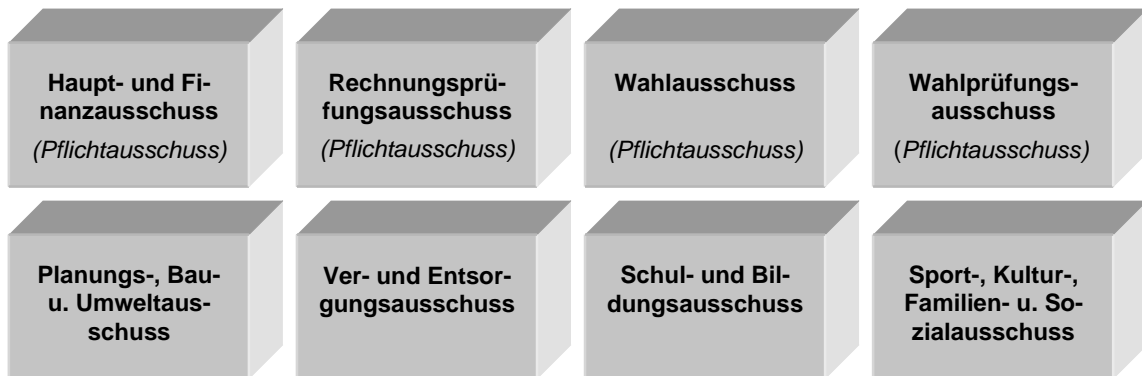 Haupt- und Fi-
nanzausschuss
(Pflichtausschuss)
Rechnungsprü-
fungsausschuss
(Pflichtausschuss)
Wahlausschuss
(Pflichtausschuss)
Wahlprüfungs-
ausschuss
(Pflichtausschuss)
Planungs-, Bau-
u. Umweltaus-
schuss
Ver- und Entsor-
gungsausschuss
Schul- und Bil-
dungsausschuss
Sport-, Kultur-,
Familien- u. So-
zialausschuss